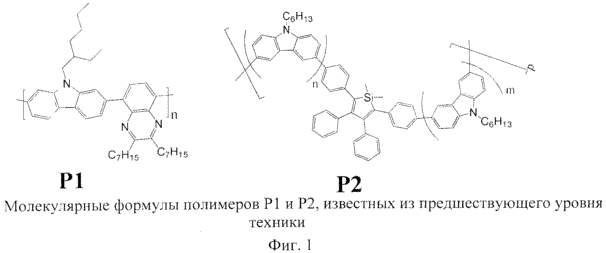 C₆H₁₃
N
n
Si
m
p
N
N
N
n
C₇H₁₅ C₇H₁₅
N
C₆H₁₃
P1
P2
Молекулярные формулы полимеров P1 и P2, известных из предшествующего уровня
техники
Фиг. 1